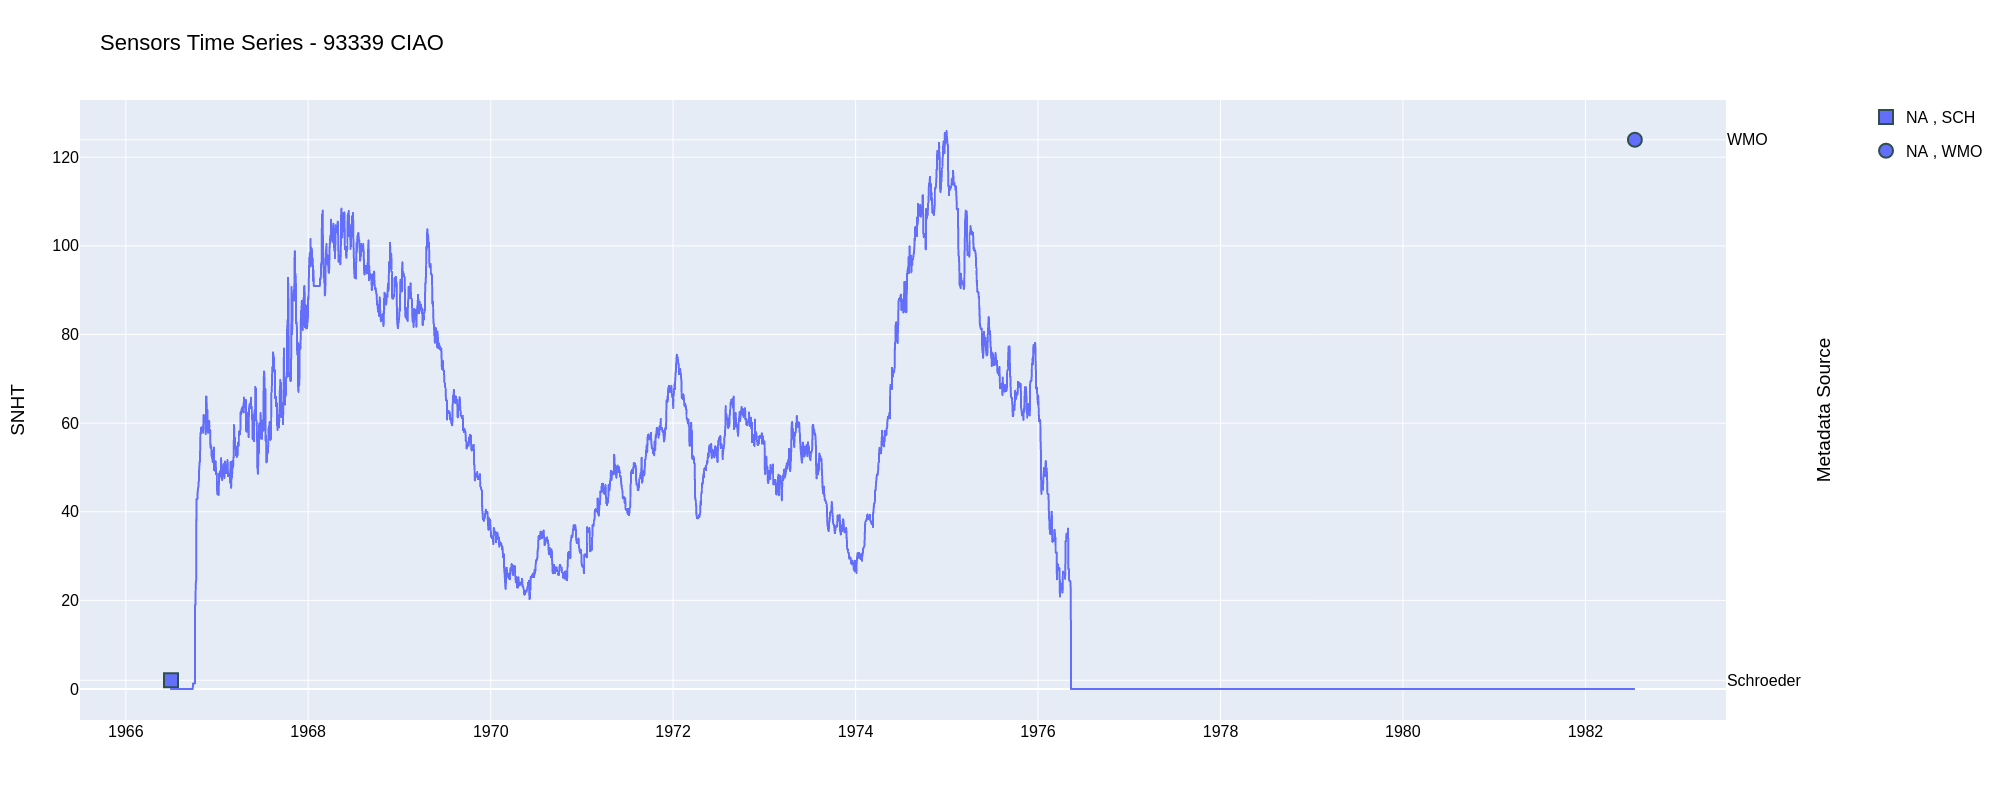 Sensors Time Series - 93339 CIAO
NA , SCH
NA , WMO
SNHT
120
100
80
60
40
20
0
WMO
Schroeder
Metadata Source
1966 1968 1970 1972 1974 1976 1978 1980 1982